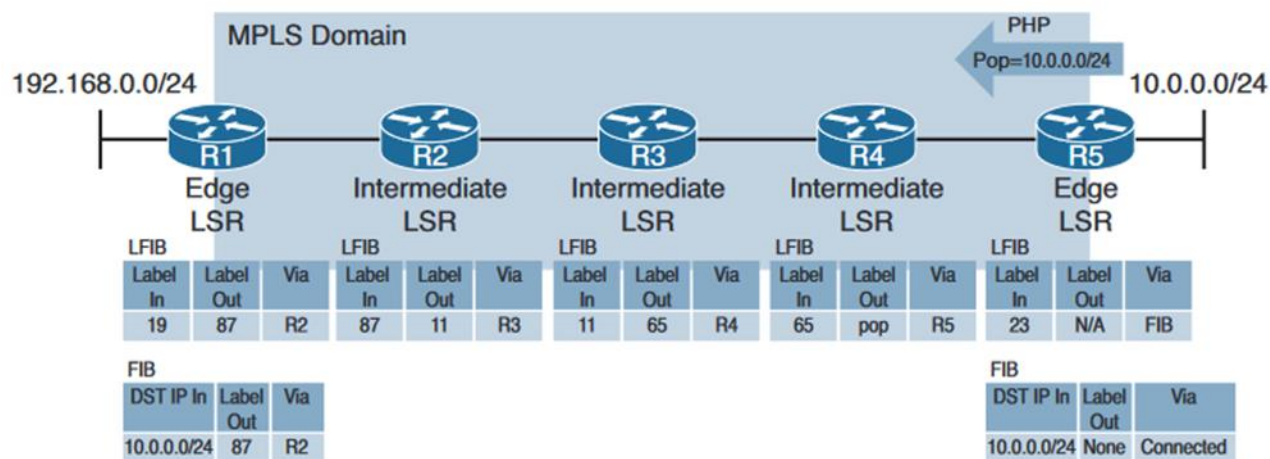 MPLS Domain
PHP
Pop=10.0.0.0/24
192.168.0.0/24
10.0.0.0/24
R1
R2
R3
R4
R5
Edge
LSR
Intermediate
LSR
Intermediate
LSR
Intermediate
LSR
Edge
LSR
LFIB
Label In Label Out Via
19 87 R2
LFIB
Label In Label Out Via
87 11 R3
LFIB
Label In Label Out Via
11 65 R4
LFIB
Label In Label Out Via
65 pop R5
LFIB
Label In Label Out Via
23 N/A FIB
FIB
DST IP In Label Out Via
10.0.0.0/24 87 R2
FIB
DST IP In Label Out Via
10.0.0.0/24 None Connected